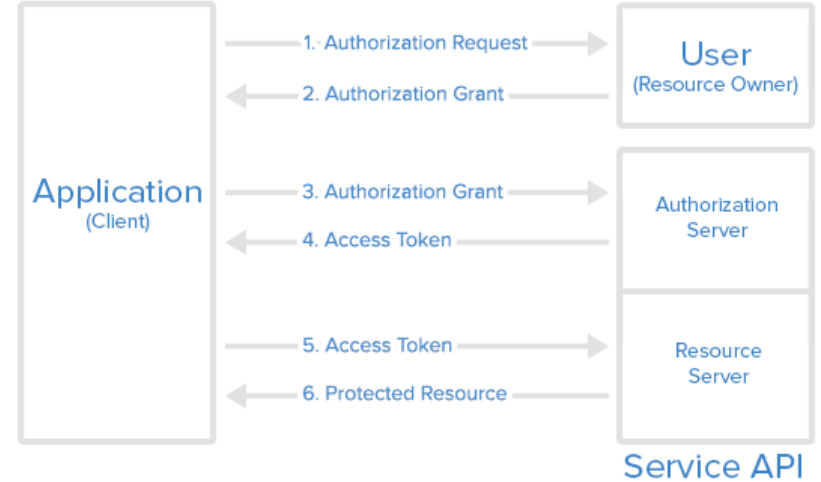 1. Authorization Request
User
(Resource Owner)
2. Authorization Grant
Application
(Client)
3. Authorization Grant
Authorization
Server
4. Access Token
5. Access Token
Resource
Server
6. Protected Resource
Service API